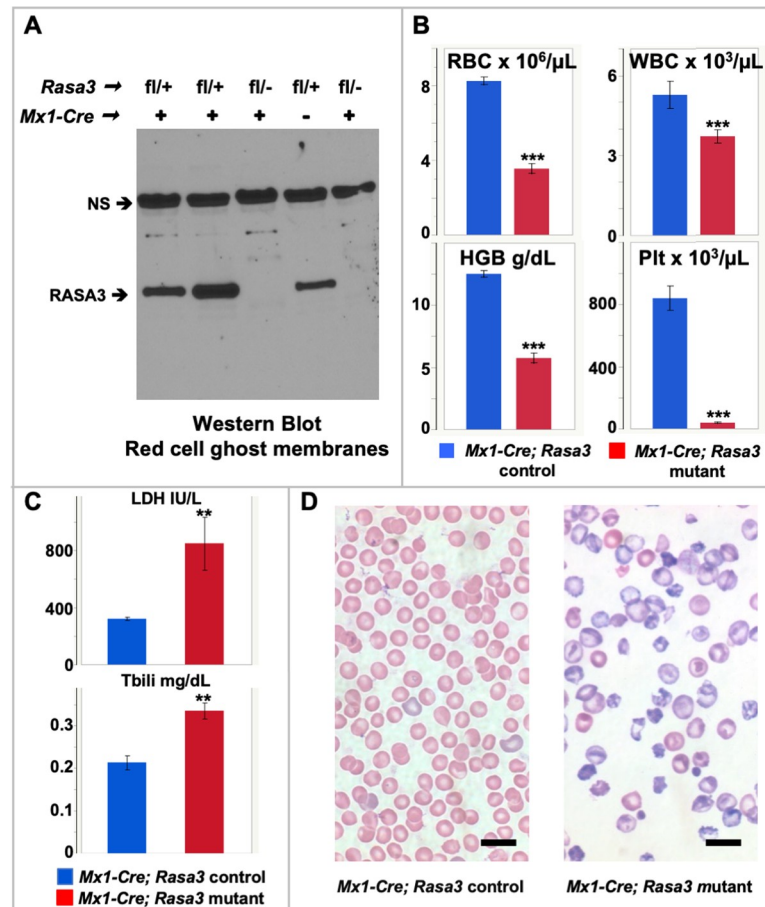 A
Rasa3 → fl/+ fl/+ fl/- fl/+ fl/-
Mx1-Cre → + + + - +
NS →
RASA3 →
Western Blot
Red cell ghost membranes
B
RBC x 10⁶/µL
8
4
0
WBC x 10³/µL
6
3
0
***
***
HGB g/dL
10
5
0
***
Plt x 10³/µL
800
400
0
***
Mx1-Cre; Rasa3 control
Mx1-Cre; Rasa3 mutant
C
LDH IU/L
**
800
400
0
Tbili mg/dL
**
0.3
0.2
0.1
0
Mx1-Cre; Rasa3 control
Mx1-Cre; Rasa3 mutant
D
Mx1-Cre; Rasa3 control
Mx1-Cre; Rasa3 mutant